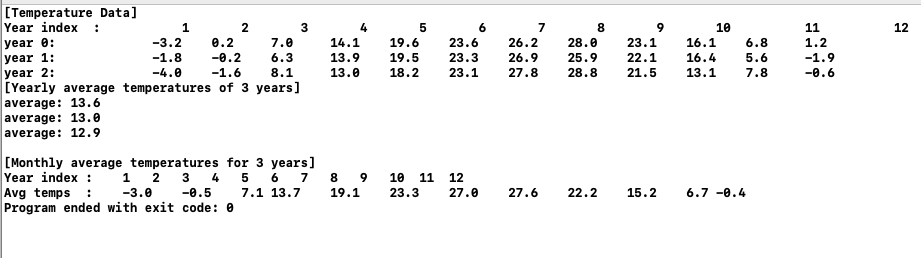 [Temperature Data]
Year index  :          1       2       3       4       5       6       7       8       9       10          11          12
year 0:             -3.2    0.2     7.0     14.1    19.6    23.6    26.2    28.0    23.1    16.1    6.8     1.2
year 1:             -1.8    -0.2    6.3     13.9    19.5    23.3    26.9    25.9    22.1    16.4    5.6     -1.9
year 2:             -4.0    -1.6    8.1     13.0    18.2    23.1    27.8    28.8    21.5    13.1    7.8     -0.6
[Yearly average temperatures of 3 years]
average: 13.6
average: 13.0
average: 12.9
[Monthly average temperatures for 3 years]
Year index :    1   2   3   4   5   6   7   8   9   10  11  12
Avg temps  :    -3.0    -0.5    7.1 13.7    19.1    23.3    27.0    27.6    22.2    15.2    6.7 -0.4
Program ended with exit code: 0